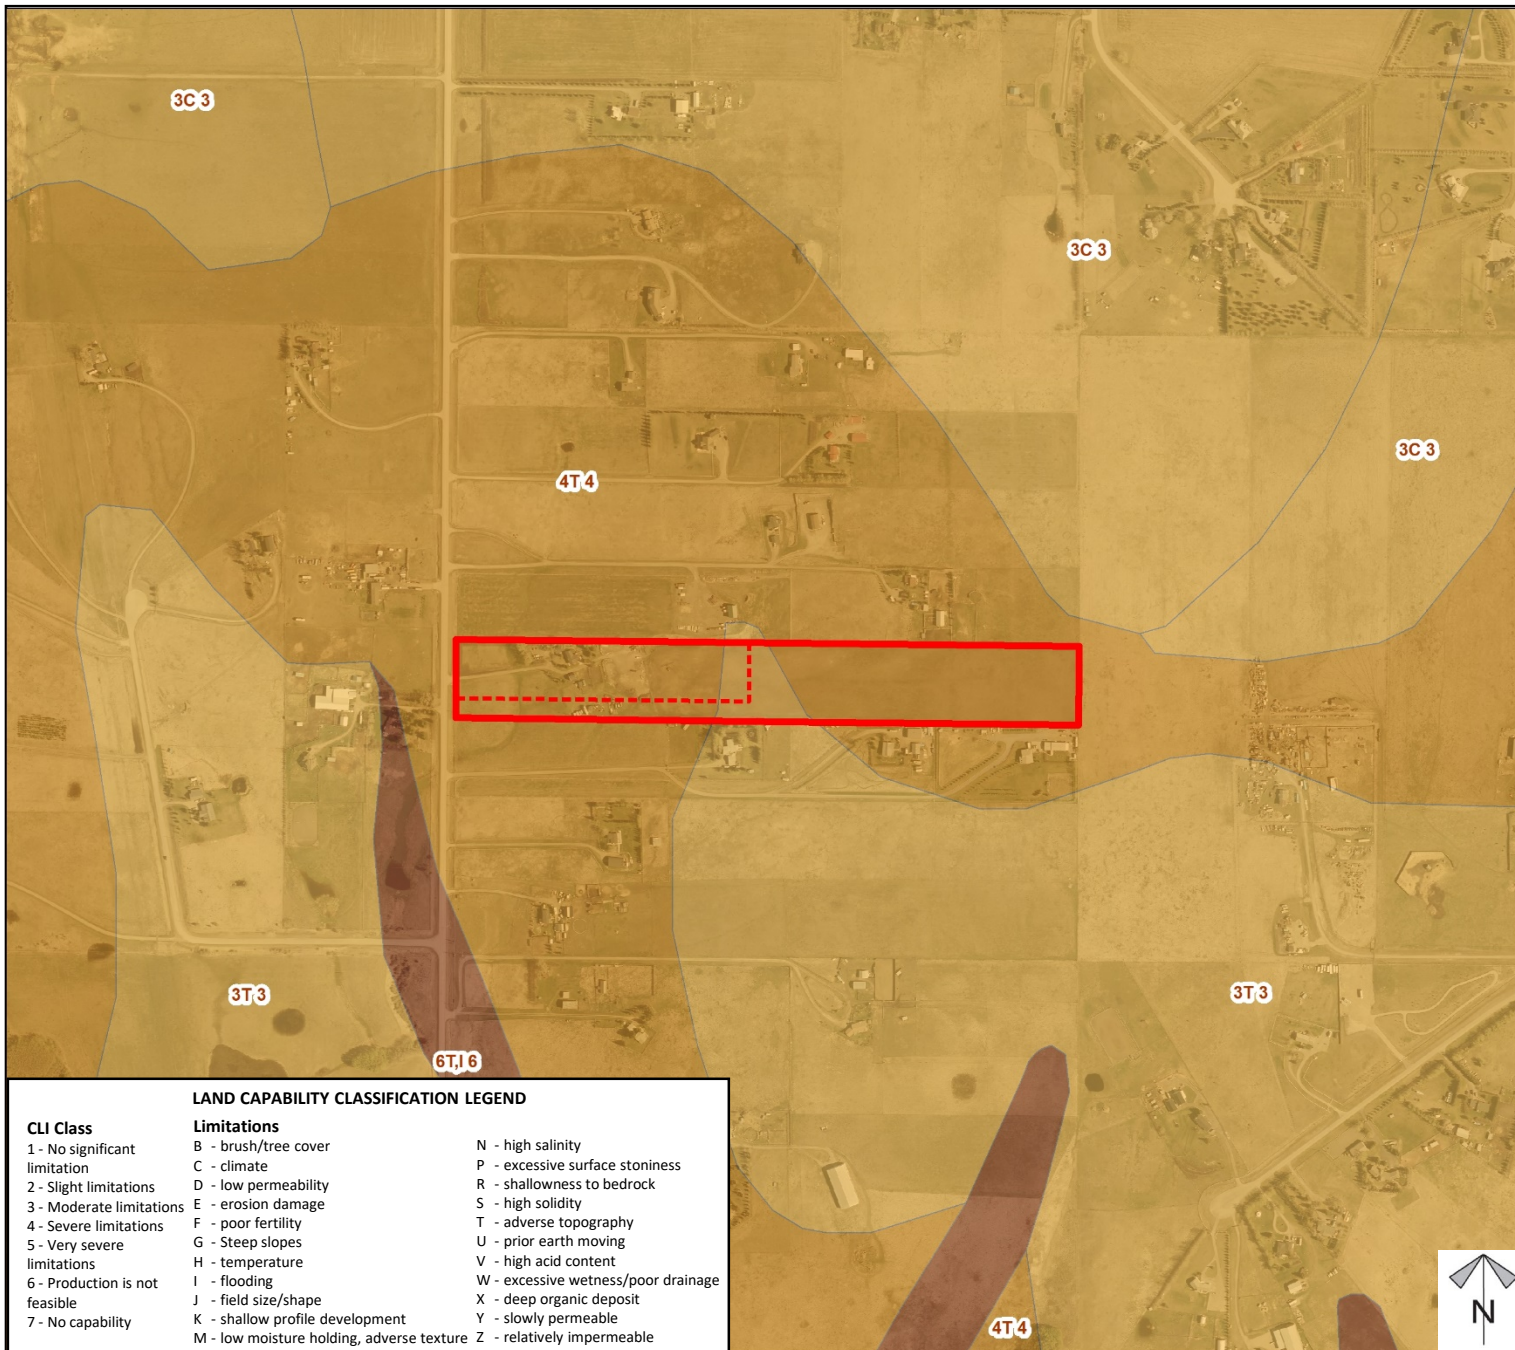 3C 3
3C 3
3C 3
4T 4
3T 3
3T 3
6T,I 6
4T 4
LAND CAPABILITY CLASSIFICATION LEGEND
CLI Class
1 - No significant
limitation
2 - Slight limitations
3 - Moderate limitations
4 - Severe limitations
5 - Very severe
limitations
6 - Production is not
feasible
7 - No capability
Limitations
B - brush/tree cover
C - climate
D - low permeability
E - erosion damage
F - poor fertility
G - Steep slopes
H - temperature
I - flooding
J - field size/shape
K - shallow profile development
M - low moisture holding, adverse texture
N - high salinity
P - excessive surface stoniness
R - shallowness to bedrock
S - high solidity
T - adverse topography
U - prior earth moving
V - high acid content
W - excessive wetness/poor drainage
X - deep organic deposit
Y - slowly permeable
Z - relatively impermeable
N